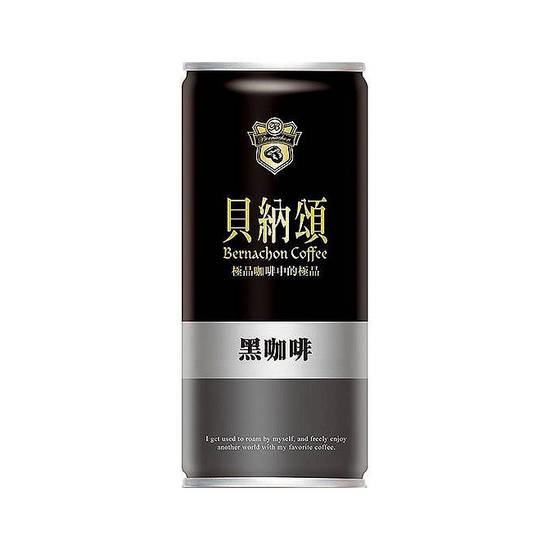 B
Bernachon
貝納頌
Bernachon Coffee
極品咖啡中的極品
黑咖啡
I get used to roam by myself, and freely enjoy
another world with my favorite coffee.